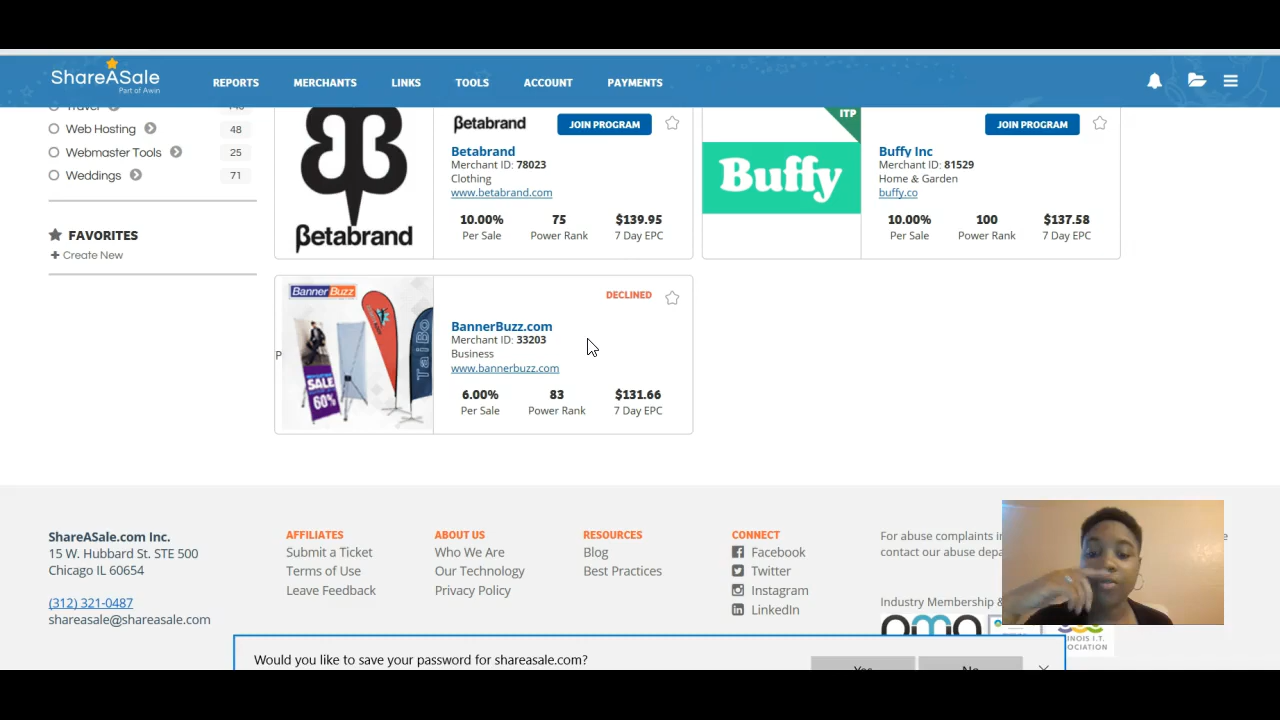 ShareASale
Part of Awin
REPORTS
MERCHANTS
LINKS
TOOLS
ACCOUNT
PAYMENTS
Travel
Web Hosting 48
Webmaster Tools 25
Weddings 71
FAVORITES
Create New
βetabrand
βetabrand
JOIN PROGRAM
Betabrand
Merchant ID: 78023
Clothing
www.betabrand.com
10.00% 75 $139.95
Per Sale Power Rank 7 Day EPC
ITP
Buffy
JOIN PROGRAM
Buffy Inc
Merchant ID: 81529
Home & Garden
buffy.co
10.00% 100 $137.58
Per Sale Power Rank 7 Day EPC
P
Banner Buzz
SALE
60%
DECLINED
BannerBuzz.com
Merchant ID: 33203
Business
www.bannerbuzz.com
6.00% 83 $131.66
Per Sale Power Rank 7 Day EPC
ShareASale.com Inc.
15 W. Hubbard St. STE 500
Chicago IL 60654
(312) 321-0487
shareasale@shareasale.com
AFFILIATES
Submit a Ticket
Terms of Use
Leave Feedback
ABOUT US
Who We Are
Our Technology
Privacy Policy
RESOURCES
Blog
Best Practices
CONNECT
Facebook
Twitter
Instagram
LinkedIn
For abuse complaints
contact our abuse
Industry Membership &
pma
Would you like to save your password for shareasale.com?
Yes
No